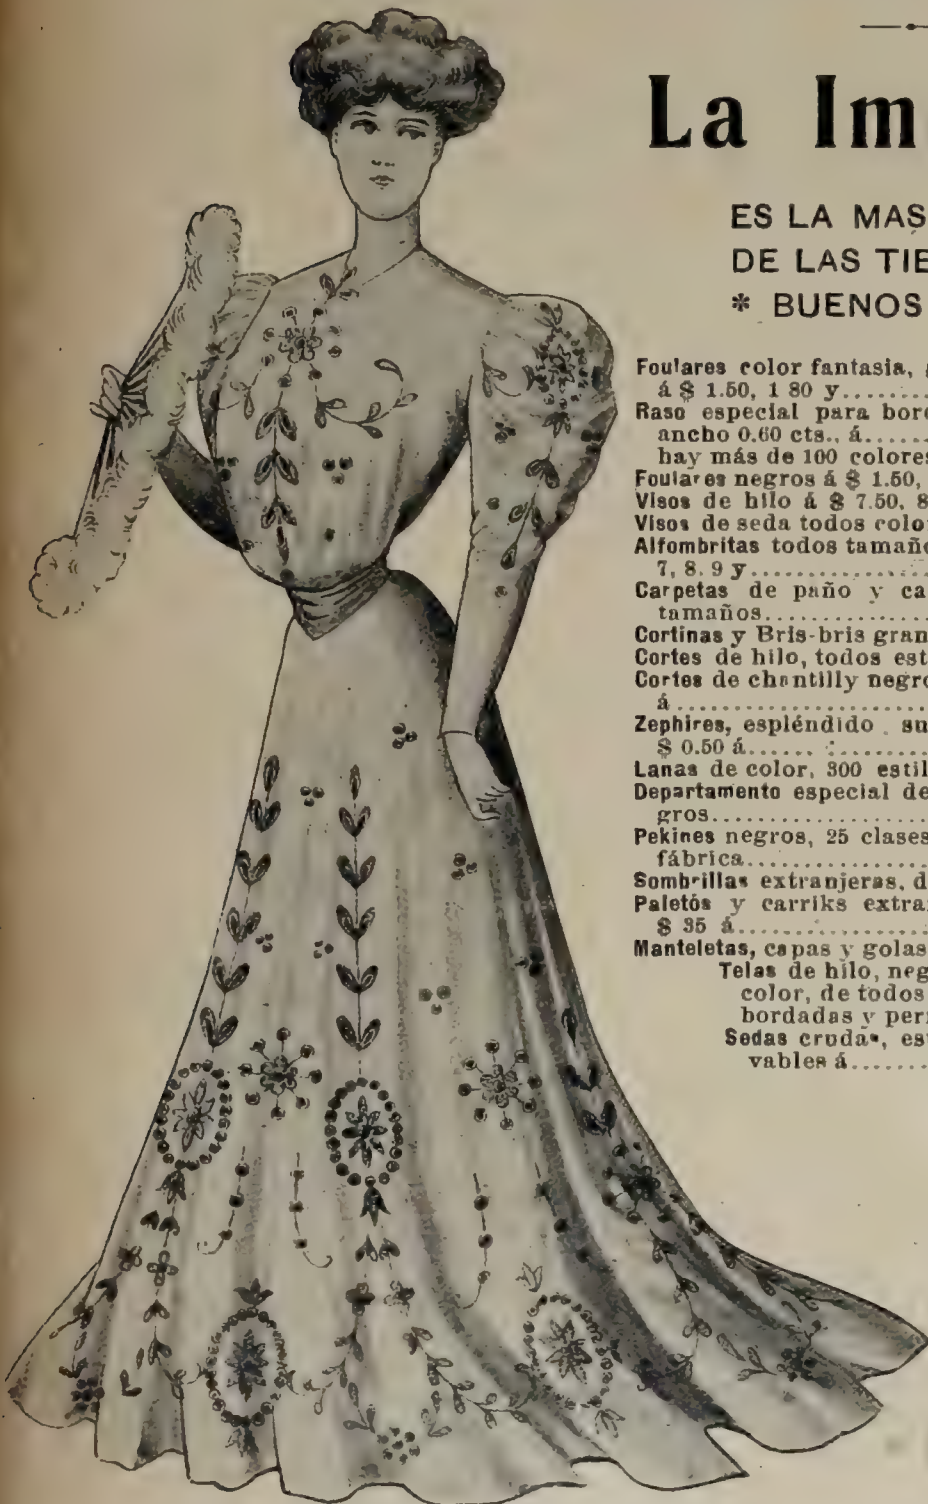 La Im
ES LA MAS
DE LAS TIE
* BUENOS
Foulares color fantasia,
á $ 1.50, 1 80 y........
Raso especial para bord
ancho 0.60 cts., á......
hay más de 100 colores
Foulares negros á $ 1.50,
Visos de hilo á $ 7.50, 8
Visos de seda todos colo
Alfombritas todos tamaño
7, 8. 9 y................
Carpetas de paño y ca
tamaños................
Cortinas y Bris-bris gran
Cortes de hilo, todos est
Cortes de chantilly negro
á........................
Zephires, espléndido su
$ 0.50 á...... :.........
Lanas de color, 300 estil
Departamento especial de
gros.....................
Pekines negros, 25 clases
fábrica..................
Sombrillas extranjeras, d
Paletós y carriks extra
$ 35 á...................
Manteletas, capas y golas
Telas de hilo, neg
color, de todos
bordadas y per
Sedas crudas, es
vables á.......